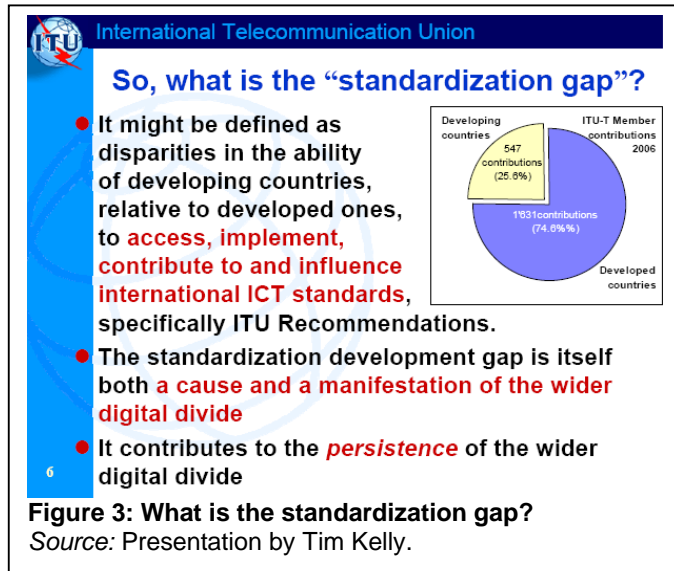 ITU
International Telecommunication Union
So, what is the “standardization gap”?
It might be defined as
disparities in the ability
of developing countries,
relative to developed ones,
to access, implement,
contribute to and influence
international ICT standards,
specifically ITU Recommendations.
Developing
countries
ITU-T Member
contributions
2006
547
contributions
(25.6%)
1'631contributions
(74.6%%)
Developed
countries
The standardization development gap is itself
both a cause and a manifestation of the wider
digital divide
It contributes to the persistence of the wider
digital divide
6
Figure 3: What is the standardization gap?
Source: Presentation by Tim Kelly.